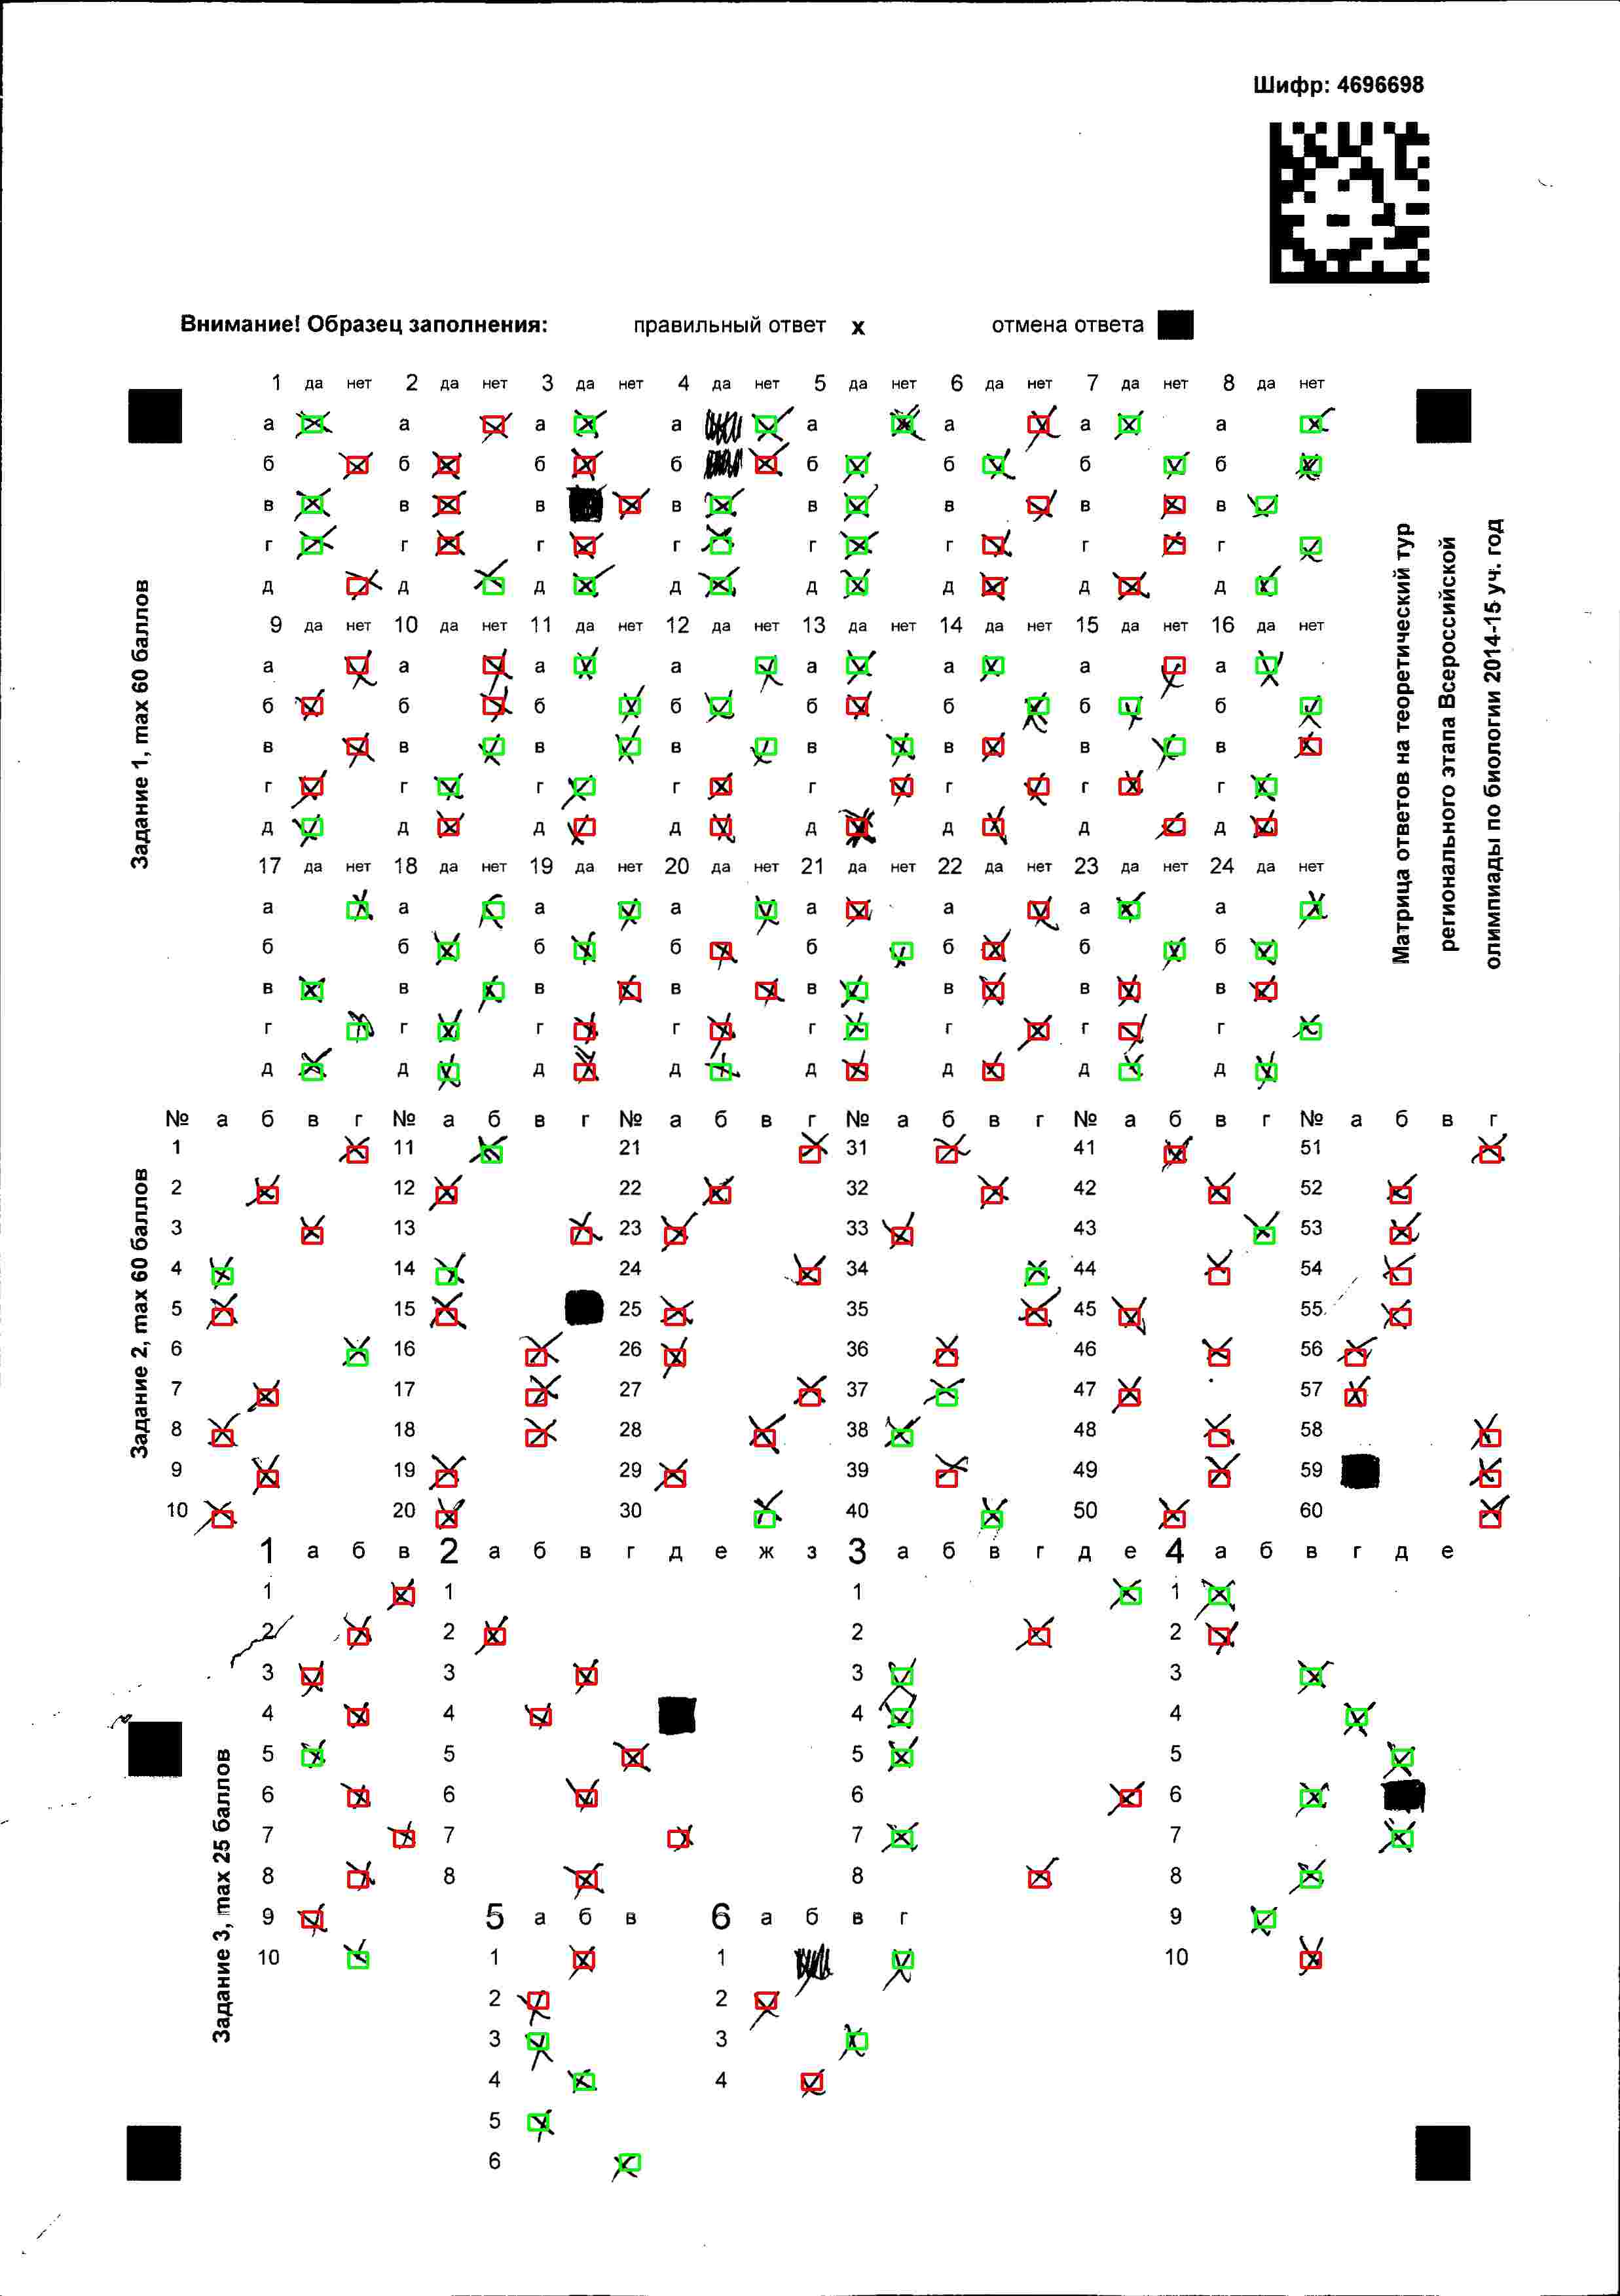 Шифр: 4696698
Внимание! Образец заполнения: правильный ответ х отмена ответа
1 да нет 2 да нет 3 да нет 4 да нет 5 да нет 6 да нет 7 да нет 8 да нет
а а а а а а а а
б б б б б б б б
в в в в в в в в
г г г г г г г г
д д д д д д д д
9 да нет 10 да нет 11 да нет 12 да нет 13 да нет 14 да нет 15 да нет 16 да нет
а а а а а а а а
б б б б б б б б
в в в в в в в в
г г г г г г г г
д д д д д д д д
17 да нет 18 да нет 19 да нет 20 да нет 21 да нет 22 да нет 23 да нет 24 да нет
а а а а а а а а
б б б б б б б б
в в в в в в в в
г г г г г г г г
д д д д д д д д
Задание 1, max 60 баллов
Матрица ответов на теоретический тур
регионального этапа Всероссийской
олимпиады по биологии 2014-15 уч. год
№ а б в г № а б в г № а б в г № а б в г № а б в г № а б в г
1 11 21 31 41 51
2 12 22 32 42 52
3 13 23 33 43 53
4 14 24 34 44 54
5 15 25 35 45 55
6 16 26 36 46 56
7 17 27 37 47 57
8 18 28 38 48 58
9 19 29 39 49 59
10 20 30 40 50 60
Задание 2, max 60 баллов
1 а б в 2 а б в г д е ж з 3 а б в г д е 4 а б в г д е
1 1 1 1
2 2 2 2
3 3 3 3
4 4 4 4
5 5 5 5
6 6 6 6
7 7 7 7
8 8 8 8
9 5 а б в 6 а б в г 9
10 1 1 10
2 2
3 3
4 4
5
6
Задание 3, max 25 баллов